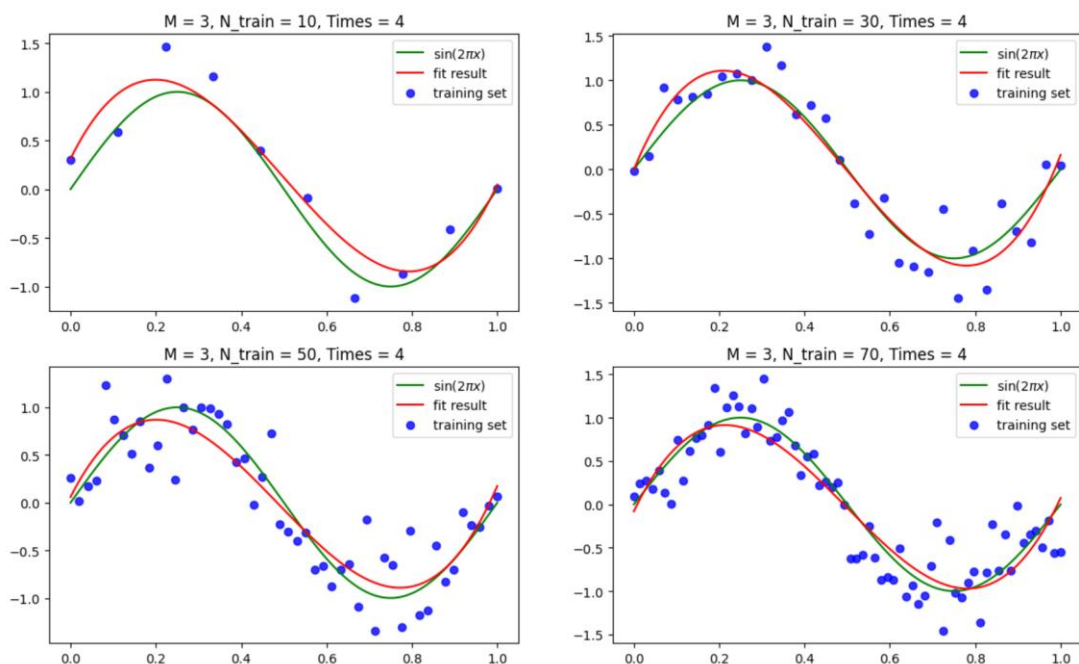 M = 3, N_train = 10, Times = 4
1.5
1.0
0.5
0.0
−0.5
−1.0
0.0 0.2 0.4 0.6 0.8 1.0
sin(2πx)
fit result
training set
M = 3, N_train = 30, Times = 4
1.5
1.0
0.5
0.0
−0.5
−1.0
−1.5
0.0 0.2 0.4 0.6 0.8 1.0
sin(2πx)
fit result
training set
M = 3, N_train = 50, Times = 4
1.0
0.5
0.0
−0.5
−1.0
0.0 0.2 0.4 0.6 0.8 1.0
sin(2πx)
fit result
training set
M = 3, N_train = 70, Times = 4
1.5
1.0
0.5
0.0
−0.5
−1.0
−1.5
0.0 0.2 0.4 0.6 0.8 1.0
sin(2πx)
fit result
training set